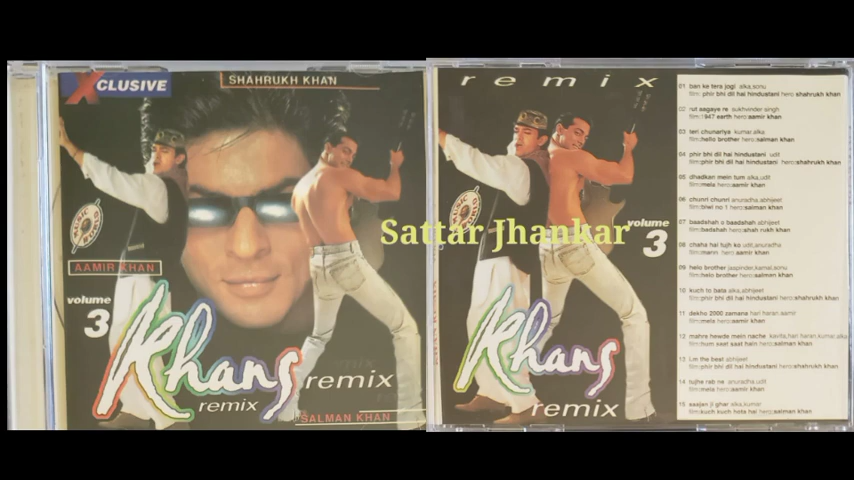 XCLUSIVE
SHAHRUKH KHAN
AAMIR KHAN
volume
3
Khans
remix
remix
SALMAN KHAN
remix
Sattar Jhankar
volume
3
Khans
remix
01 ban ke tera jogi alka,sonu
film:phir bhi dil hai hindustani hero:shahrukh khan
02 rut aagaye re sukhvinder singh
film:1947 earth hero:aamir khan
03 teri chunariya kumar,alka
film:hello brother hero:salman khan
04 phir bhi dil hai hindustani udit
film:phir bhi dil hai hindustani hero:shahrukh khan
05 dhadkan mein tum alka,udit
film:mela hero:aamir khan
06 chunri chunri anuradha,abhijeet
film:biwi no 1 hero:salman khan
07 baadshah o baadshah abhijeet
film:badshah hero:shah rukh khan
08 chaha hai tujh ko udit,anuradha
film:mann hero:aamir khan
09 helo brother jaspinder,kamal,sonu
film:helo brother hero:salman khan
10 kuch to bata alka,abhijeet
film:phir bhi dil hai hindustani hero:shahrukh khan
11 dekho 2000 zamana hari haran,aamir
film:mela hero:aamir khan
12 mahre hewde mein nache kavita,hari haran,kumar,alka
film:hum saat saat hain hero:salman khan
13 i.m the best abhijeet
film:phir bhi dil hai hindustani hero:shahrukh khan
14 tujhe rab ne anuradha,udit
film:mela hero:aamir khan
15 saajan ji ghar alka,kumar
film:kuch kuch hota hai hero:salman khan